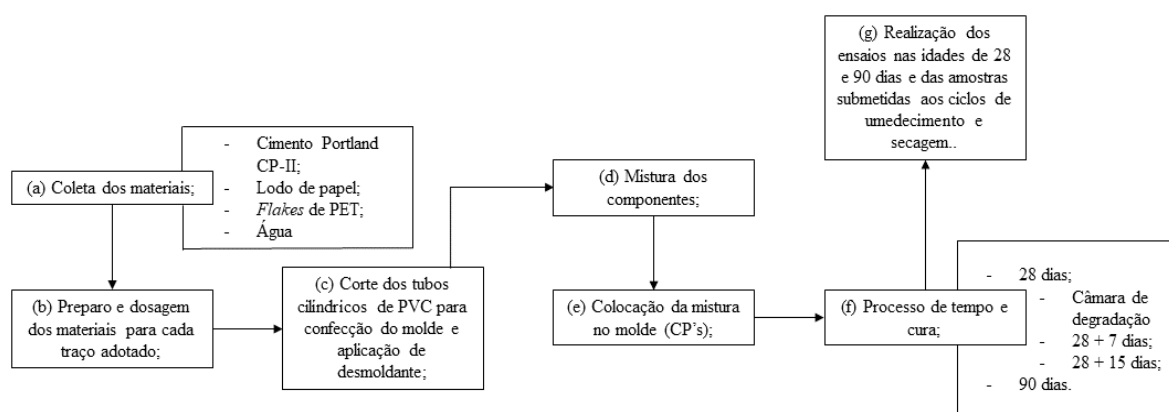 (a) Coleta dos materiais;
- Cimento Portland
CP-II;
- Lodo de papel;
- Flakes de PET;
- Água
(b) Preparo e dosagem
dos materiais para cada
traço adotado;
(c) Corte dos tubos
cilíndricos de PVC para
confecção do molde e
aplicação de
desmoldante;
(d) Mistura dos
componentes;
(e) Colocação da mistura
no molde (CP's);
(f) Processo de tempo e
cura;
- 28 dias;
- Câmara de
degradação
- 28 + 7 dias;
- 28 + 15 dias;
- 90 dias.
(g) Realização dos
ensaios nas idades de 28
e 90 dias e das amostras
submetidas aos ciclos de
umedecimento e
secagem..